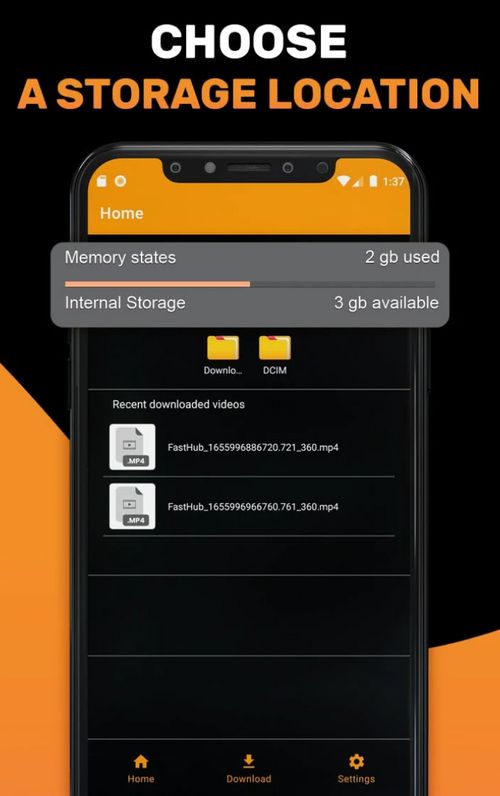 CHOOSE
A STORAGE LOCATION
1:37
Home
Memory states 2 gb used
Internal Storage 3 gb available
Downlo... DCIM
Recent downloaded videos
.MP4
FastHub_1655996886720.721_360.mp4
.MP4
FastHub_1655996966760.761_360.mp4
Home Download Settings